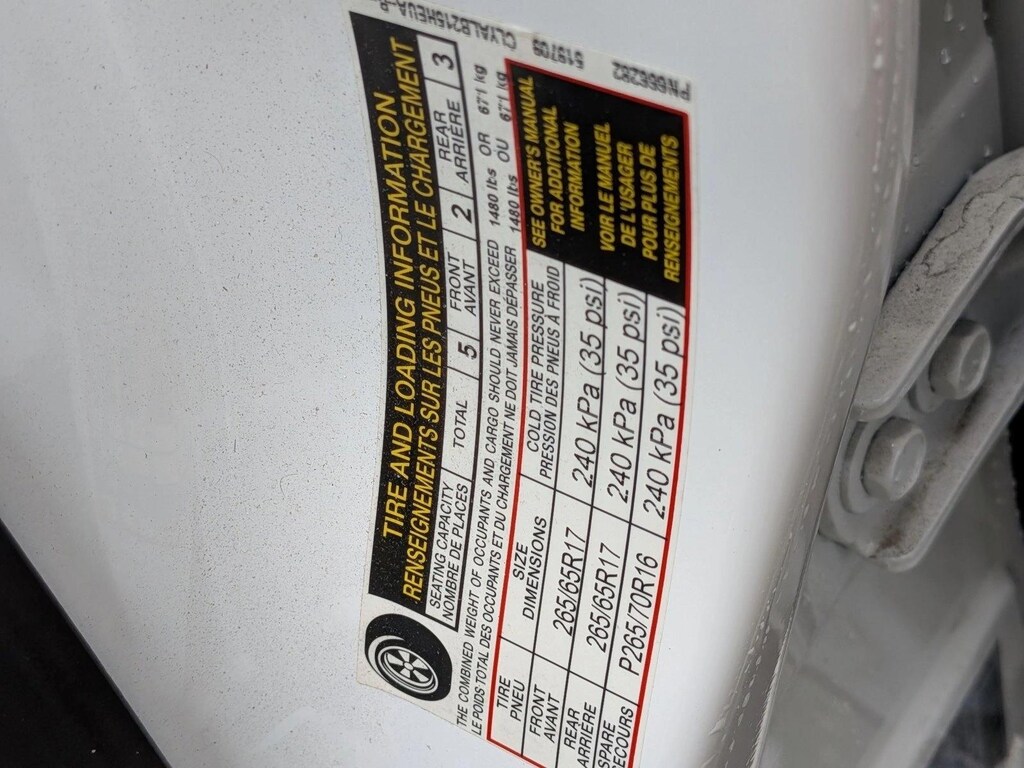 TIRE AND LOADING INFORMATION
RENSEIGNEMENTS SUR LES PNEUS ET LE CHARGEMENT
SEATING CAPACITY TOTAL 5 FRONT 2 REAR 3
NOMBRE DE PLACES AVANT ARRIÈRE
THE COMBINED WEIGHT OF OCCUPANTS AND CARGO SHOULD NEVER EXCEED 1480 lbs OR 671 kg
LE POIDS TOTAL DES OCCUPANTS ET DU CHARGEMENT NE DOIT JAMAIS DÉPASSER 1480 lbs OU 671 kg
TIRE SIZE COLD TIRE PRESSURE
PNEU DIMENSIONS PRESSION DES PNEUS À FROID
FRONT
AVANT 265/65R17 240 kPa (35 psi)
REAR
ARRIÈRE 265/65R17 240 kPa (35 psi)
SPARE
SECOURS P265/70R16 240 kPa (35 psi)
SEE OWNER'S MANUAL
FOR ADDITIONAL
INFORMATION
VOIR LE MANUEL
DE L'USAGER
POUR PLUS DE
RENSEIGNEMENTS
519709